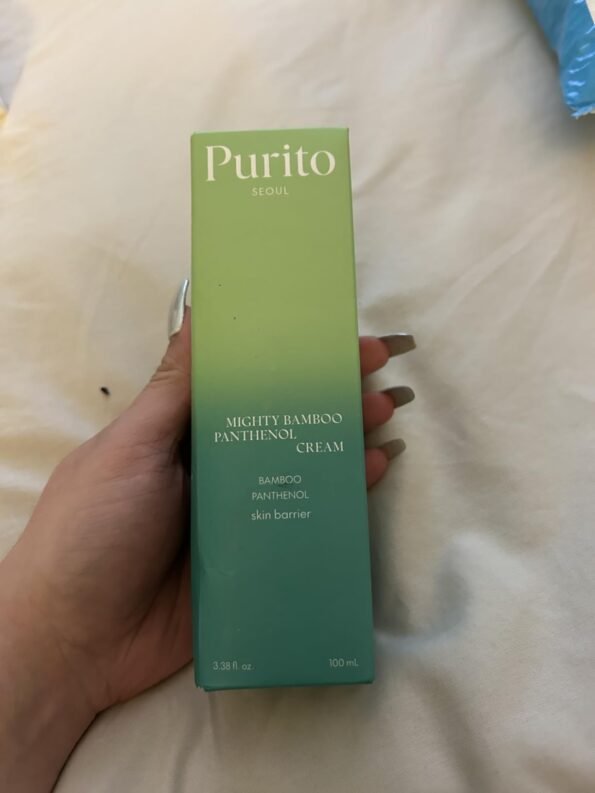 Purito
SEOUL
MIGHTY BAMBOO
PANTHENOL
CREAM
BAMBOO
PANTHENOL
skin barrier
3.38 fl. oz. 100 mL